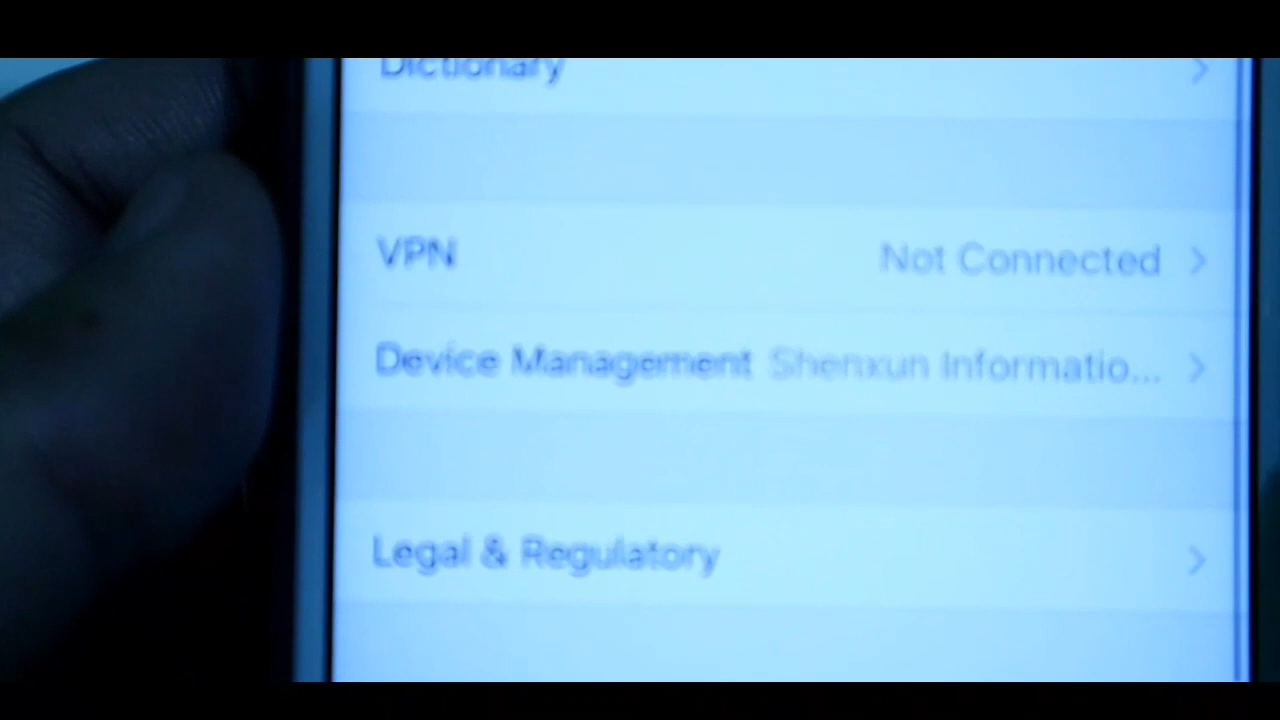 Dictionary
VPN Not Connected
Device Management Shenxun Informatio...
Legal & Regulatory